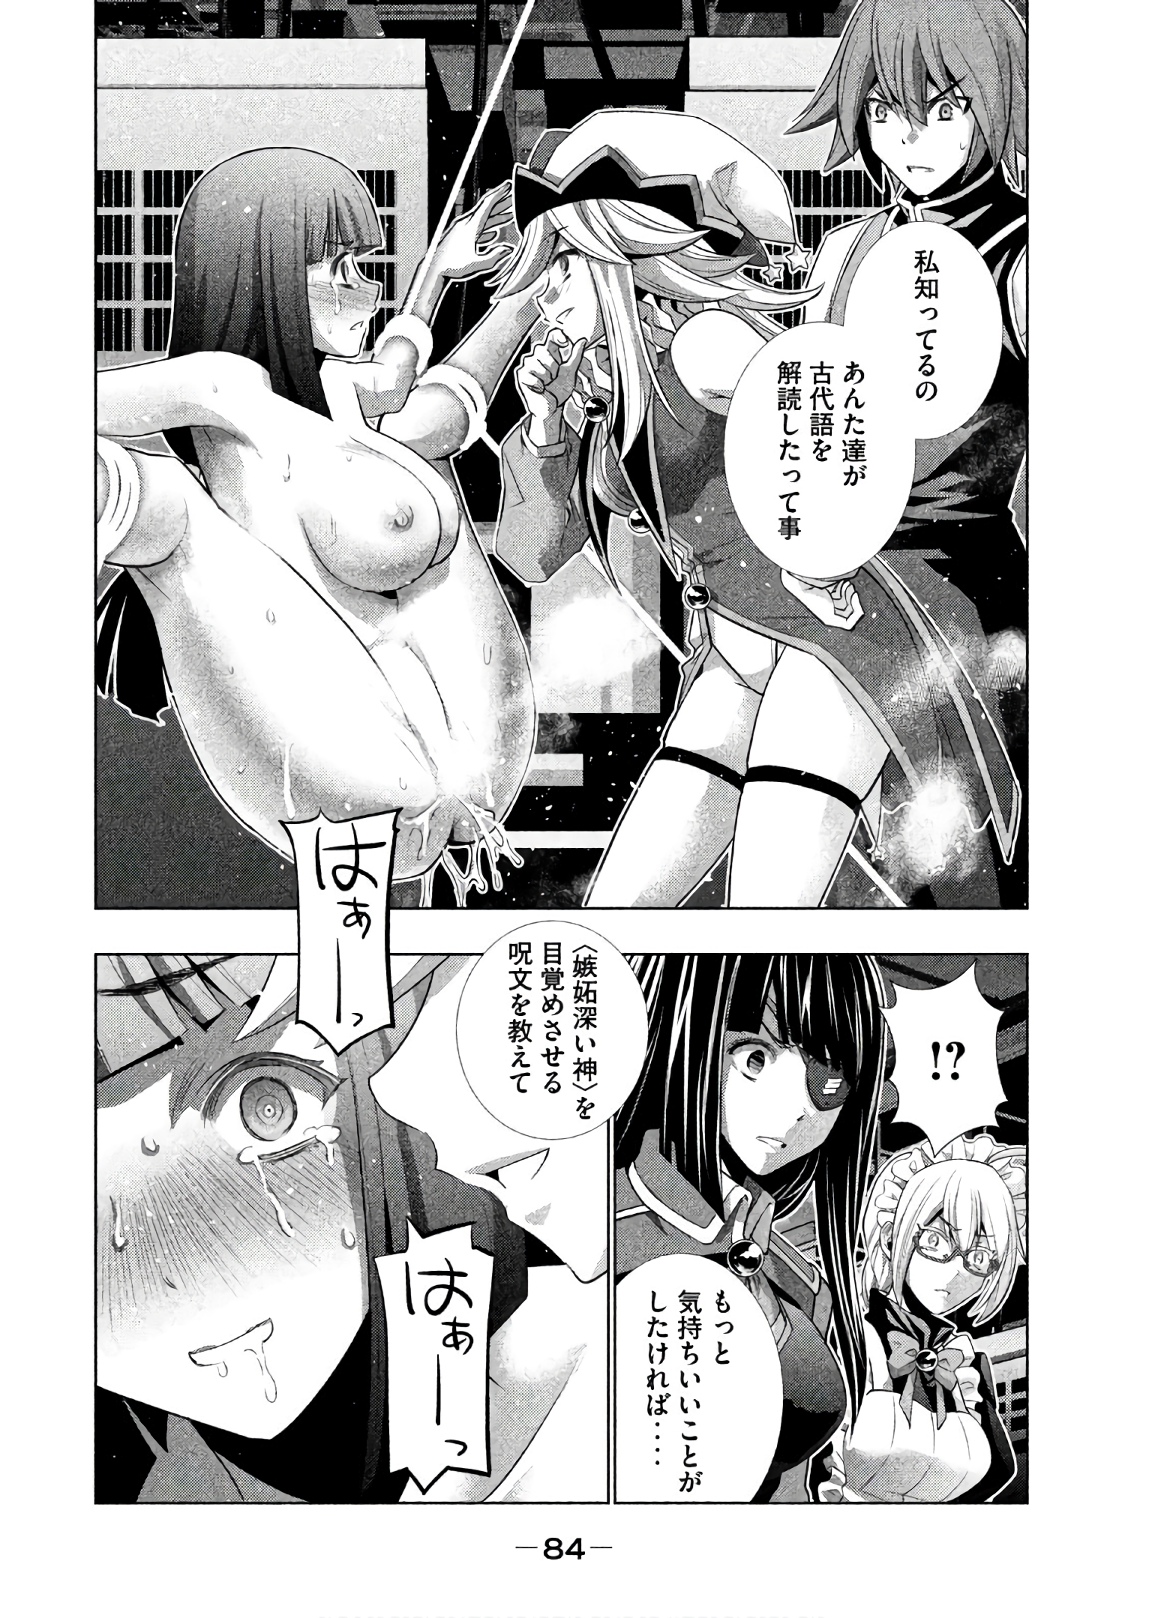 私知ってるの
あんた達が
古代語を
解読したって事
はぁーっ
!?
〈嫉妬深い神〉を
目覚めさせる
呪文を教えて
もっと
気持ちいいことが
したければ‥‥
はぁーっ
—84—